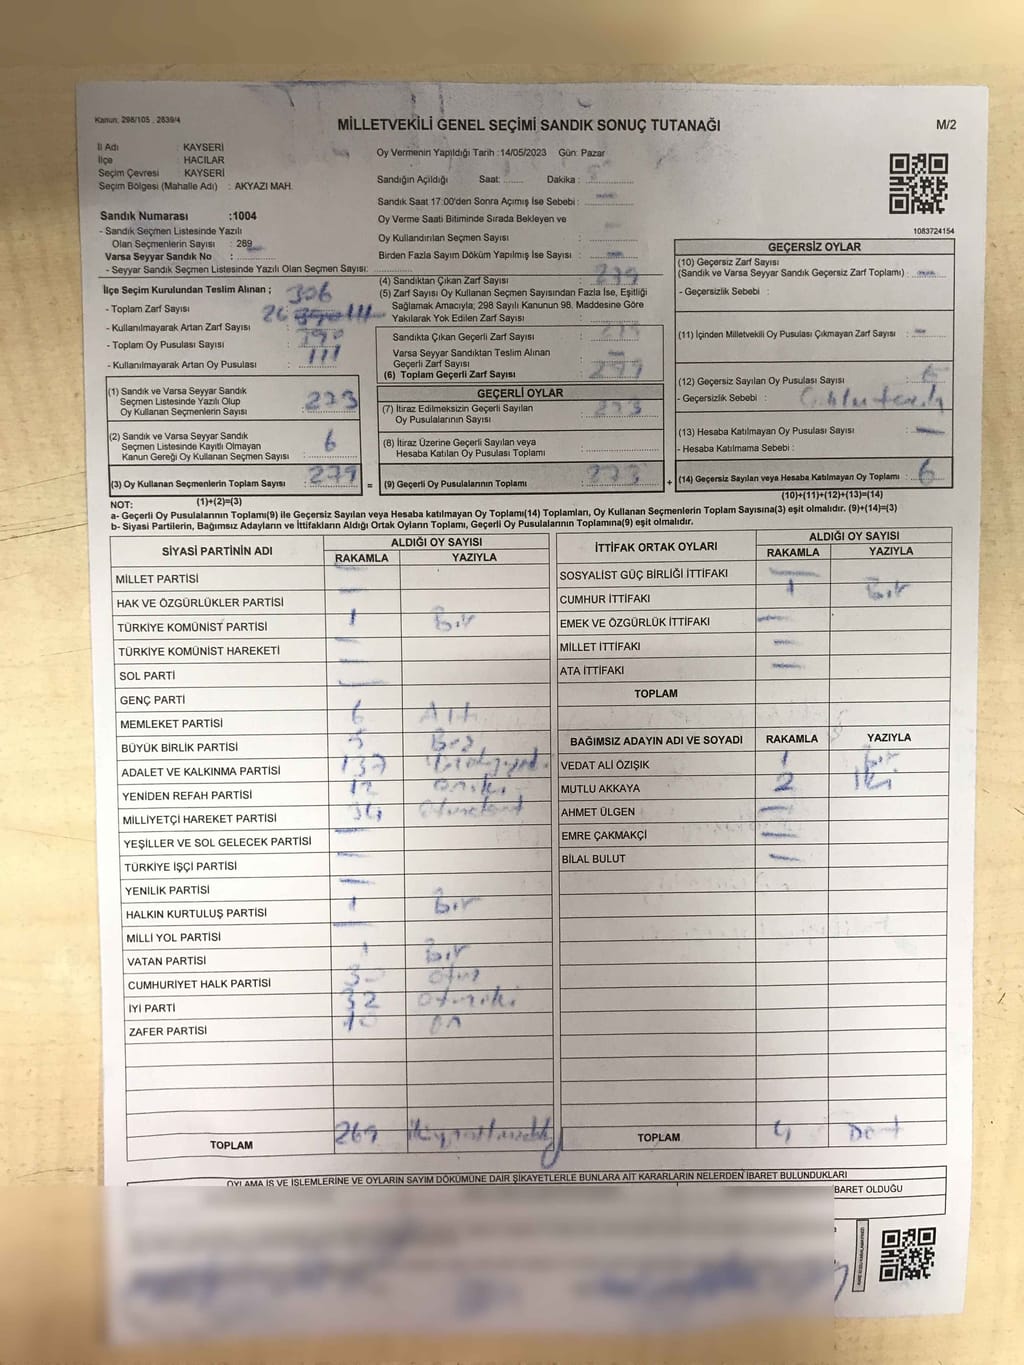 Kanun: 298/105 , 2839/4
MİLLETVEKİLİ GENEL SEÇİMİ SANDIK SONUÇ TUTANAĞI
M/2
İl Adı : KAYSERİ
İlçe : HACILAR
Seçim Çevresi : KAYSERİ
Seçim Bölgesi (Mahalle Adı) : AKYAZI MAH.
Oy Vermenin Yapıldığı Tarih :14/05/2023 Gün: Pazar
Sandığın Açıldığı Saat: Dakika :
Sandık Saat 17:00'den Sonra Açımış İse Sebebi :
Oy Verme Saati Bitiminde Sırada Bekleyen ve
Oy Kullandırılan Seçmen Sayısı :
Birden Fazla Sayım Döküm Yapılmış İse Sayısı :
1083724154
Sandık Numarası :1004
- Sandık Seçmen Listesinde Yazılı
Olan Seçmenlerin Sayısı : 289
Varsa Seyyar Sandık No :
- Seyyar Sandık Seçmen Listesinde Yazılı Olan Seçmen Sayısı:
İlçe Seçim Kurulundan Teslim Alınan ;
- Toplam Zarf Sayısı : 306
- Kullanılmayarak Artan Zarf Sayısı :
- Toplam Oy Pusulası Sayısı :
- Kullanılmayarak Artan Oy Pusulası : 111
(1) Sandık ve Varsa Seyyar Sandık
Seçmen Listesinde Yazılı Olup
Oy Kullanan Seçmenlerin Sayısı : 273
(2) Sandık ve Varsa Seyyar Sandık
Seçmen Listesinde Kayıtlı Olmayan
Kanun Gereği Oy Kullanan Seçmen Sayısı : 6
(3) Oy Kullanan Seçmenlerin Toplam Sayısı : 279
(1)+(2)=(3)
(4) Sandıktan Çıkan Zarf Sayısı : 279
(5) Zarf Sayısı Oy Kullanan Seçmen Sayısından Fazla İse, Eşitliği
Sağlamak Amacıyla; 298 Sayılı Kanunun 98. Maddesine Göre
Yakılarak Yok Edilen Zarf Sayısı :
Sandıkta Çıkan Geçerli Zarf Sayısı : 279
Varsa Seyyar Sandıktan Teslim Alınan
Geçerli Zarf Sayısı :
(6) Toplam Geçerli Zarf Sayısı : 279
GEÇERLİ OYLAR
(7) İtiraz Edilmeksizin Geçerli Sayılan
Oy Pusulalarının Sayısı : 273
(8) İtiraz Üzerine Geçerli Sayılan veya
Hesaba Katılan Oy Pusulası Toplamı :
= (9) Geçerli Oy Pusulalarının Toplamı : 273 +
GEÇERSİZ OYLAR
(10) Geçersiz Zarf Sayısı
(Sandık ve Varsa Seyyar Sandık Geçersiz Zarf Toplamı) :
- Geçersizlik Sebebi :
(11) İçinden Milletvekili Oy Pusulası Çıkmayan Zarf Sayısı :
(12) Geçersiz Sayılan Oy Pusulası Sayısı : 6
- Geçersizlik Sebebi :
(13) Hesaba Katılmayan Oy Pusulası Sayısı :
- Hesaba Katılmama Sebebi :
(14) Geçersiz Sayılan veya Hesaba Katılmayan Oy Toplamı : 6
(10)+(11)+(12)+(13)=(14)
NOT:
a- Geçerli Oy Pusulalarının Toplamı(9) ile Geçersiz Sayılan veya Hesaba katılmayan Oy Toplamı(14) Toplamları, Oy Kullanan Seçmenlerin Toplam Sayısına(3) eşit olmalıdır. (9)+(14)=(3)
b- Siyasi Partilerin, Bağımsız Adayların ve İttifakların Aldığı Ortak Oyların Toplamı, Geçerli Oy Pusulalarının Toplamına(9) eşit olmalıdır.
SİYASİ PARTİNİN ADI ALDIĞI OY SAYISI
RAKAMLA YAZIYLA
MİLLET PARTİSİ
HAK VE ÖZGÜRLÜKLER PARTİSİ
TÜRKİYE KOMÜNİST PARTİSİ 1 Bir
TÜRKİYE KOMÜNİST HAREKETİ
SOL PARTİ
GENÇ PARTİ
MEMLEKET PARTİSİ 6 Altı
BÜYÜK BİRLİK PARTİSİ 5 Beş
ADALET VE KALKINMA PARTİSİ 137
YENİDEN REFAH PARTİSİ 12 oniki
MİLLİYETÇİ HAREKET PARTİSİ 34 otuzdört
YEŞİLLER VE SOL GELECEK PARTİSİ
TÜRKİYE İŞÇİ PARTİSİ
YENİLİK PARTİSİ
HALKIN KURTULUŞ PARTİSİ 1 Bir
MİLLİ YOL PARTİSİ
VATAN PARTİSİ 1 Bir
CUMHURİYET HALK PARTİSİ 30 otuz
İYİ PARTİ 32 otuziki
ZAFER PARTİSİ 10 on
TOPLAM 269
İTTİFAK ORTAK OYLARI ALDIĞI OY SAYISI
RAKAMLA YAZIYLA
SOSYALİST GÜÇ BİRLİĞİ İTTİFAKI
CUMHUR İTTİFAKI 1 Bir
EMEK VE ÖZGÜRLÜK İTTİFAKI
MİLLET İTTİFAKI
ATA İTTİFAKI
TOPLAM
BAĞIMSIZ ADAYIN ADI VE SOYADI RAKAMLA YAZIYLA
VEDAT ALİ ÖZIŞIK 1 bir
MUTLU AKKAYA 2 iki
AHMET ÜLGEN
EMRE ÇAKMAKÇİ
BİLAL BULUT
TOPLAM 4 Dört
OYLAMA İŞ VE İŞLEMLERİNE VE OYLARIN SAYIM DÖKÜMÜNE DAİR ŞİKAYETLERLE BUNLARA AİT KARARLARIN NELERDEN İBARET BULUNDUKLARI
BARET OLDUĞU